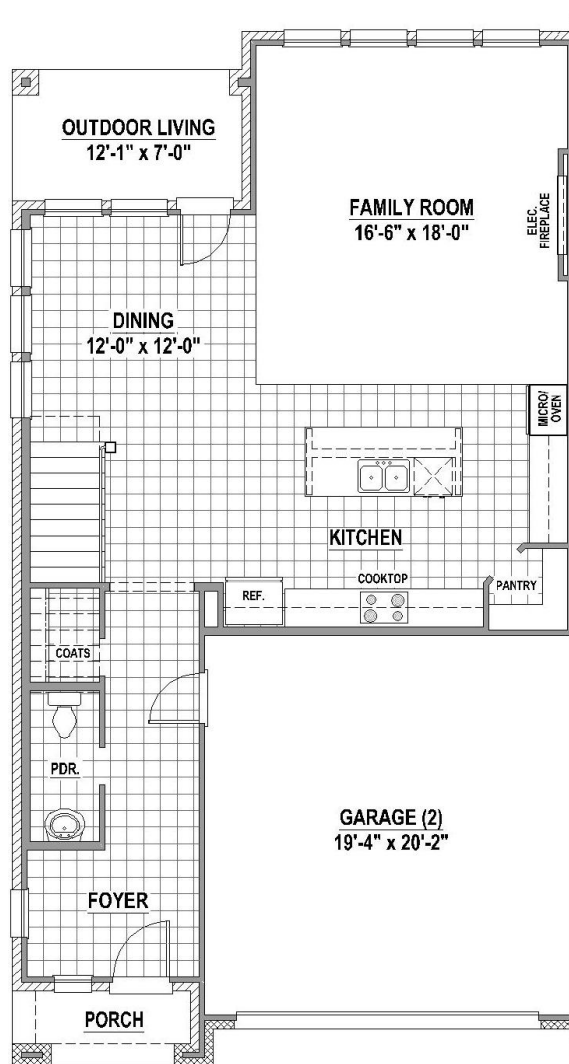 OUTDOOR LIVING
12'-1" x 7'-0"
FAMILY ROOM
16'-6" x 18'-0"
ELEC.
FIREPLACE
DINING
12'-0" x 12'-0"
MICRO/
OVEN
KITCHEN
COOKTOP
REF.
PANTRY
COATS
PDR.
GARAGE (2)
19'-4" x 20'-2"
FOYER
PORCH